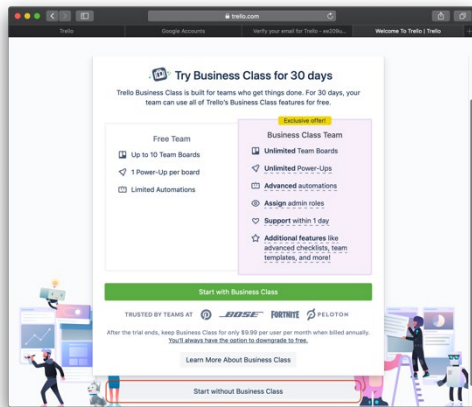 trello.com
Trello
Google Accounts
Verify your email for Trello - ee209u...
Welcome To Trello | Trello
Try Business Class for 30 days
Trello Business Class is built for teams who get things done. For 30 days, your
team can use all of Trello's Business Class features for free.
Free Team
Up to 10 Team Boards
1 Power-Up per board
Limited Automations
Exclusive offer!
Business Class Team
Unlimited Team Boards
Unlimited Power-Ups
Advanced automations
Assign admin roles
Support within 1 day
Additional features like
advanced checklists, team
templates, and more!
Start with Business Class
TRUSTED BY TEAMS AT BOSE FORTNITE PELOTON
After the trial ends, keep Business Class for only $9.99 per user per month when billed annually.
You'll always have the option to downgrade to free.
Learn More About Business Class
Start without Business Class